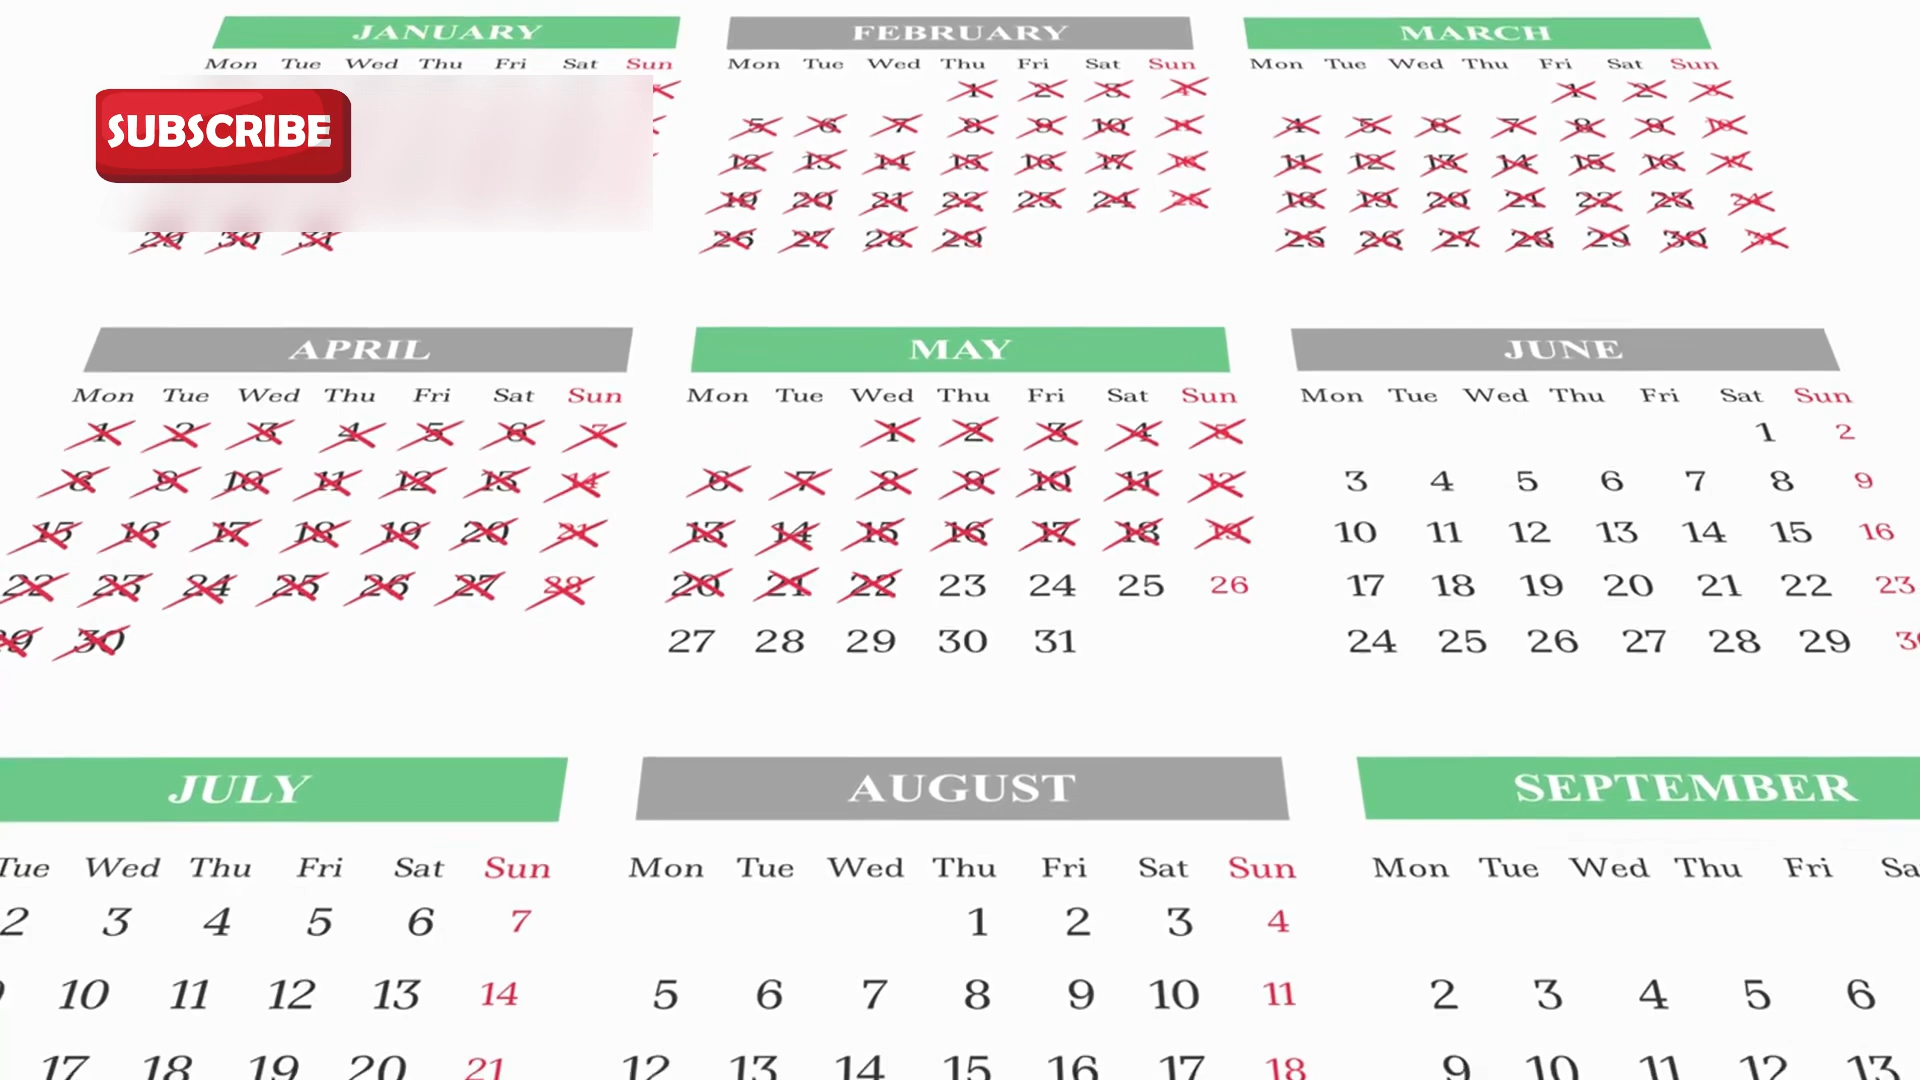 JANUARY FEBRUARY MARCH
Mon Tue Wed Thu Fri Sat Sun Mon Tue Wed Thu Fri Sat Sun Mon Tue Wed Thu Fri Sat Sun
1 2 3 4 1 2 3
SUBSCRIBE
5 6 7 8 9 10 11 4 5 6 7 8 9 10
12 13 14 15 16 17 18 11 12 13 14 15 16 17
19 20 21 22 23 24 25 18 19 20 21 22 23 24
29 30 31 26 27 28 29 25 26 27 28 29 30 31
APRIL MAY JUNE
Mon Tue Wed Thu Fri Sat Sun Mon Tue Wed Thu Fri Sat Sun Mon Tue Wed Thu Fri Sat Sun
1 2 3 4 5 6 7 1 2 3 4 5 1 2
8 9 10 11 12 13 14 6 7 8 9 10 11 12 3 4 5 6 7 8 9
15 16 17 18 19 20 21 13 14 15 16 17 18 19 10 11 12 13 14 15 16
22 23 24 25 26 27 28 20 21 22 23 24 25 26 17 18 19 20 21 22 23
29 30 27 28 29 30 31 24 25 26 27 28 29 30
JULY AUGUST SEPTEMBER
Tue Wed Thu Fri Sat Sun Mon Tue Wed Thu Fri Sat Sun Mon Tue Wed Thu Fri Sa
2 3 4 5 6 7 1 2 3 4
10 11 12 13 14 5 6 7 8 9 10 11 2 3 4 5 6
17 18 19 20 21 12 13 14 15 16 17 18 9 10 11 12 13